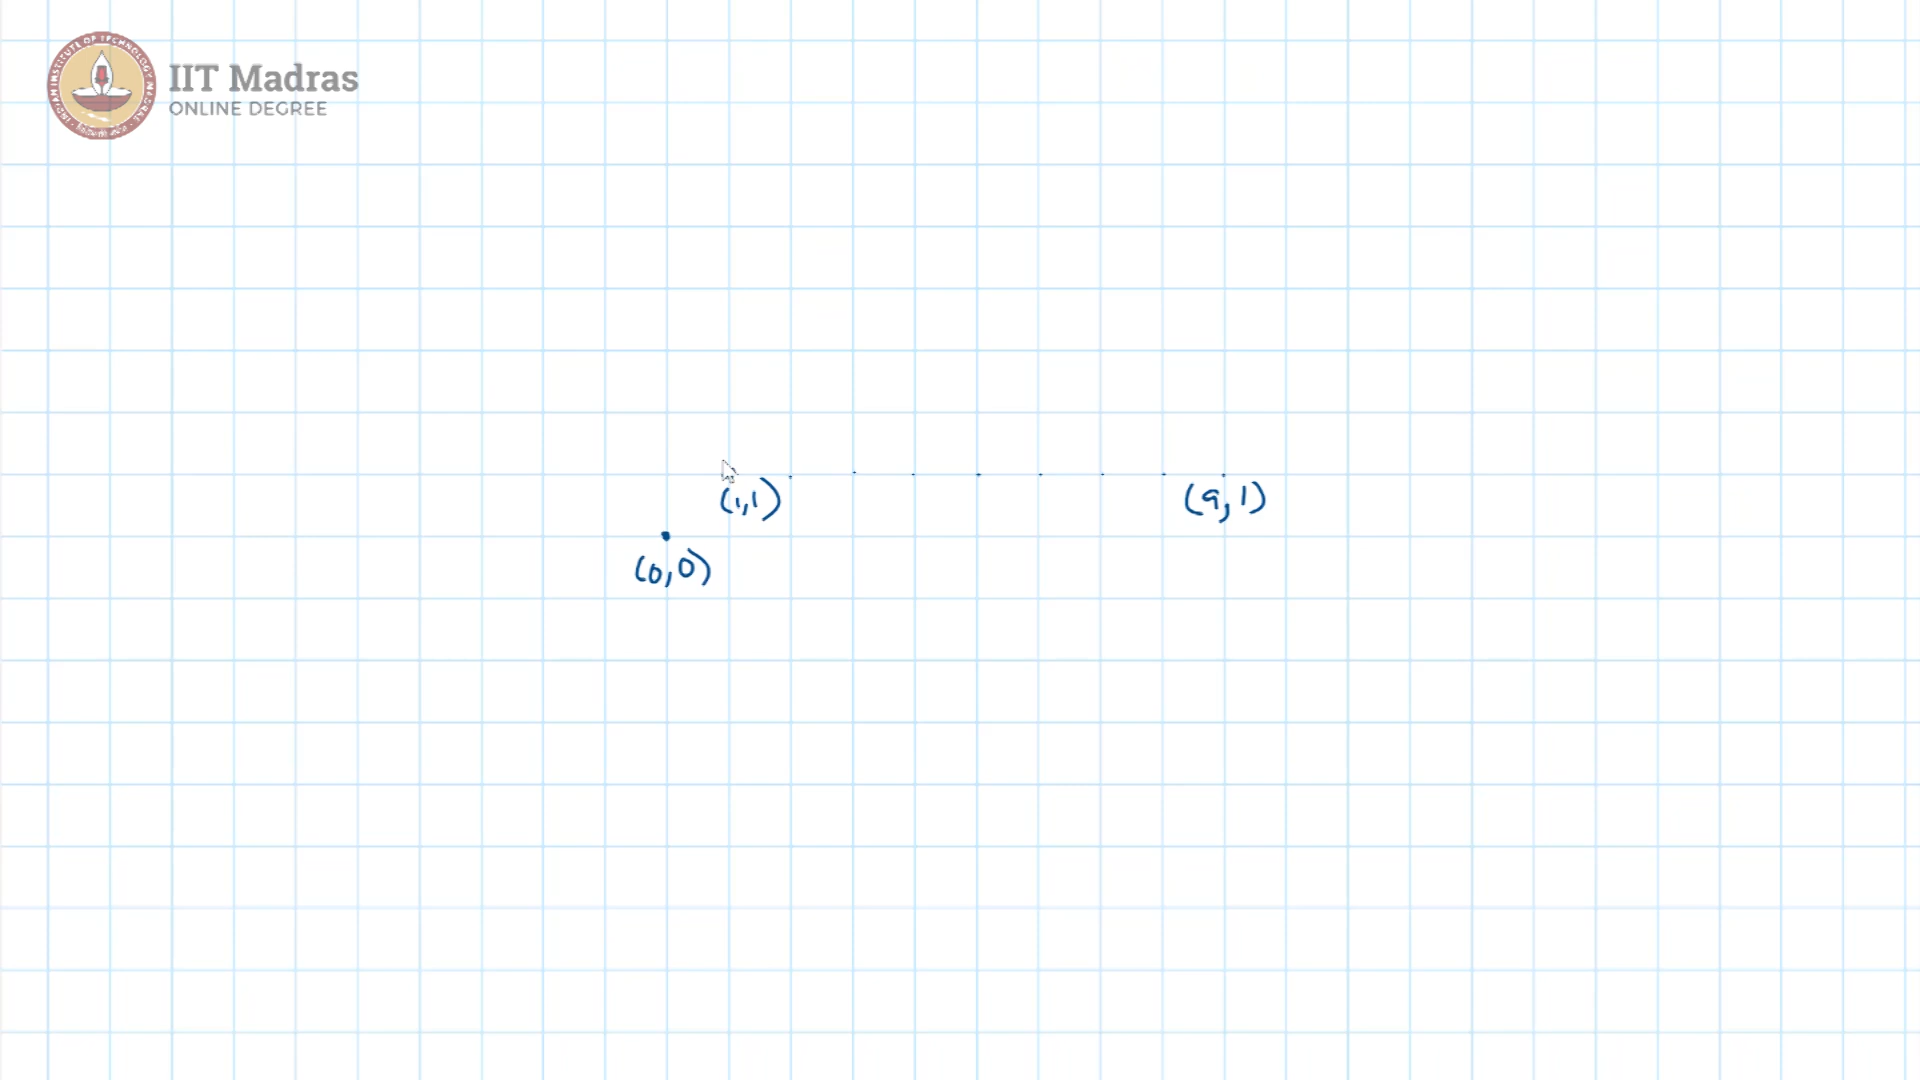 IIT Madras
ONLINE DEGREE
(1,1)
(9,1)
(0,0)